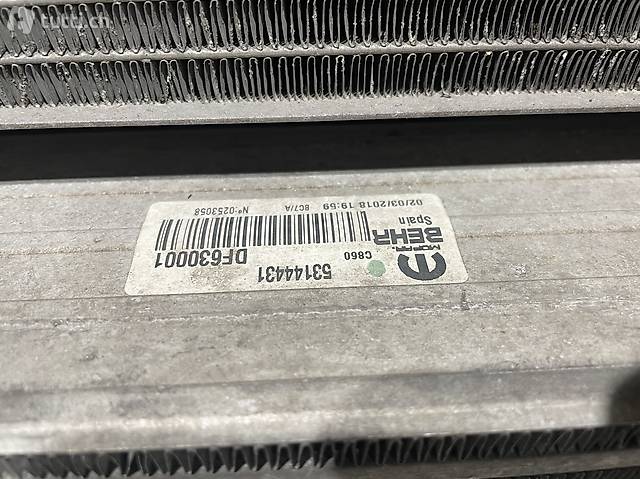 tutti.ch
53144431
C860
MOPAR
BEHR
DF630001
Spain
Nº:0253058
8C7/A
02/03/2018 19:59